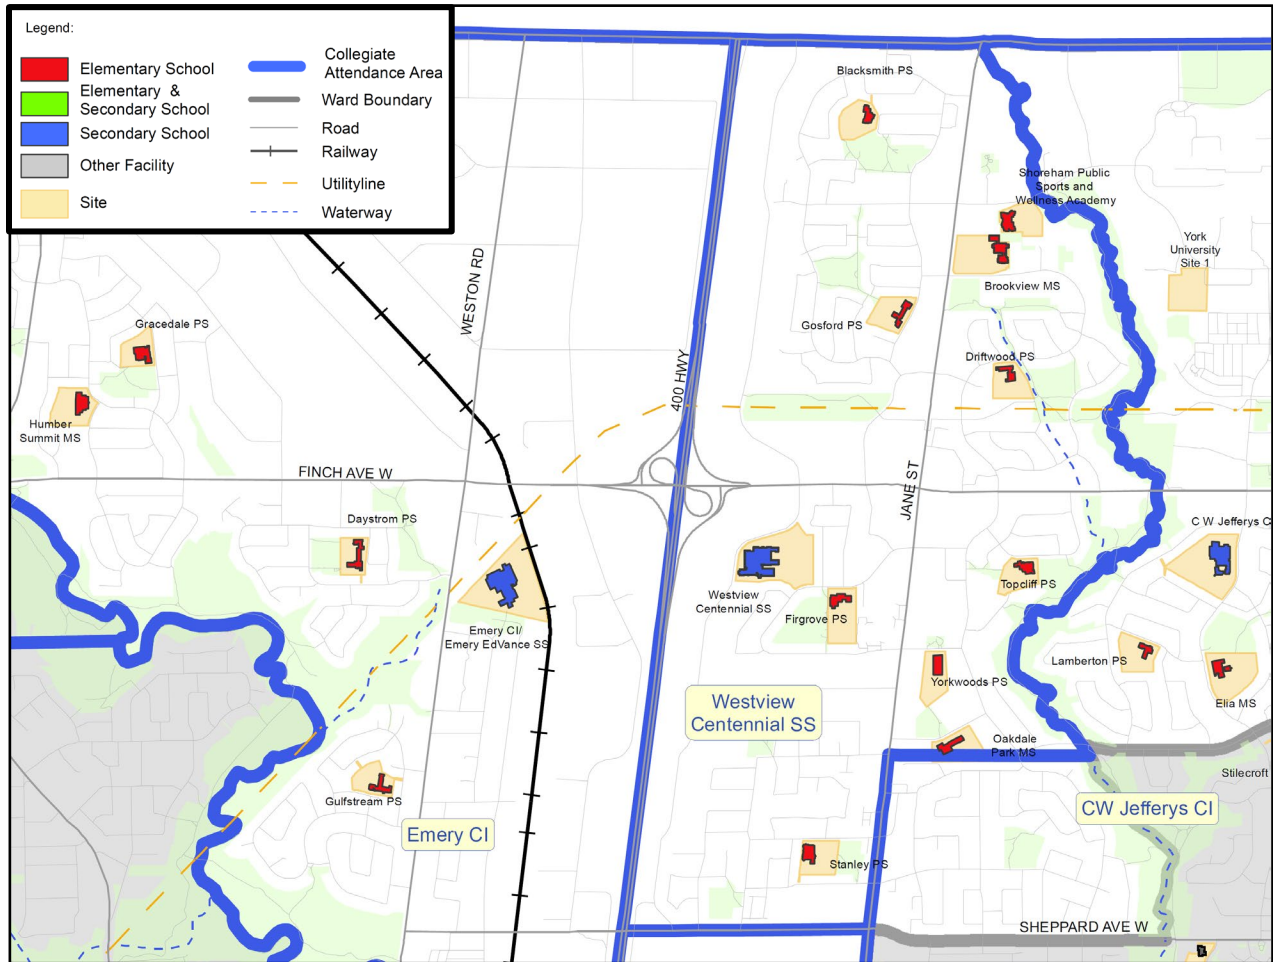 Legend:
Elementary School
Elementary &
Secondary School
Secondary School
Other Facility
Site
Collegiate
Attendance Area
Ward Boundary
Road
Railway
Utilityline
Waterway
Blacksmith PS
Shoreham Public
Sports and
Wellness Academy
York
University
Site 1
WESTON RD
Brookview MS
Gracedale PS
Gosford PS
Driftwood PS
400 HWY
Humber
Summit MS
FINCH AVE W
JANE ST
Daystrom PS
C W Jefferys C
Westview
Centennial SS
Topcliff PS
Firgrove PS
Emery CI/
Emery EdVance SS
Lamberton PS
Yorkwoods PS
Elia MS
Westview
Centennial SS
Oakdale
Park MS
Stilecroft
Gulfstream PS
CW Jefferys CI
Emery CI
Stanley PS
SHEPPARD AVE W